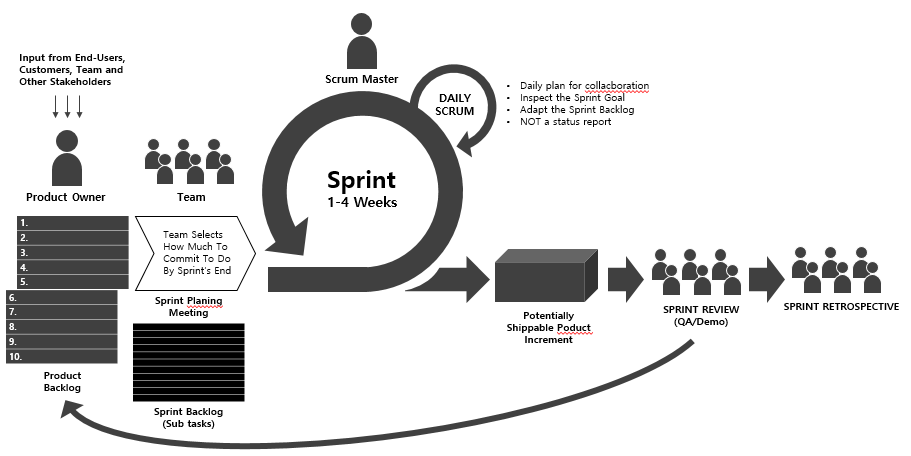 Input from End-Users,
Customers, Team and
Other Stakeholders
Product Owner
Team
Scrum Master
DAILY
SCRUM
• Daily plan for collacboration
• Inspect the Sprint Goal
• Adapt the Sprint Backlog
• NOT a status report
Sprint
1-4 Weeks
1.
2.
3.
4.
5.
6.
7.
8.
9.
10.
Product
Backlog
Team Selects
How Much To
Commit To Do
By Sprint's End
Sprint Planing
Meeting
Sprint Backlog
(Sub tasks)
Potentially
Shippable Poduct
Increment
SPRINT REVIEW
(QA/Demo)
SPRINT RETROSPECTIVE